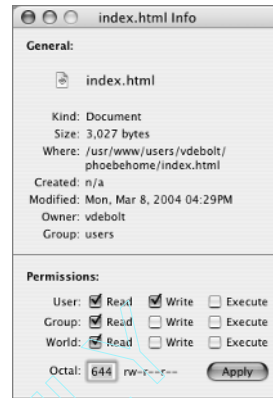 index.html Info
General:
index.html
Kind: Document
Size: 3,027 bytes
Where: /usr/www/users/vdebolt/
phoebehome/index.html
Created: n/a
Modified: Mon, Mar 8, 2004 04:29PM
Owner: vdebolt
Group: users
Permissions:
User: Read Write Execute
Group: Read Write Execute
World: Read Write Execute
Octal: 644 rw-r--r-- Apply